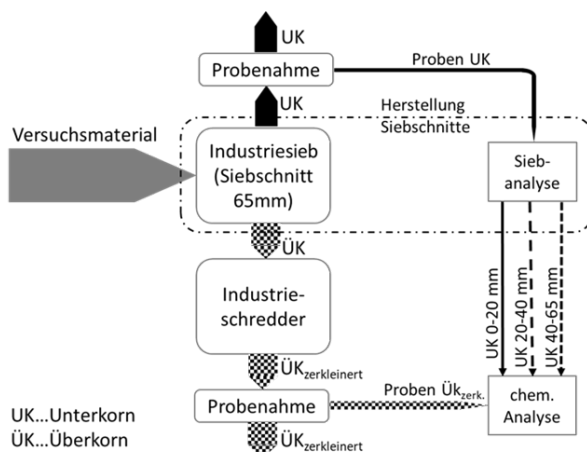 UK
Probenahme
Proben UK
UK
Herstellung
Siebschnitte
Versuchsmaterial
Industriesieb
(Siebschnitt
65mm)
Sieb-
analyse
ÜK
Industrie-
schredder
UK 0-20 mm
UK 20-40 mm
UK 40-65 mm
ÜKzerkleinert
Proben Ükzerk.
Probenahme
chem.
Analyse
UK...Unterkorn
ÜK...Überkorn
ÜKzerkleinert